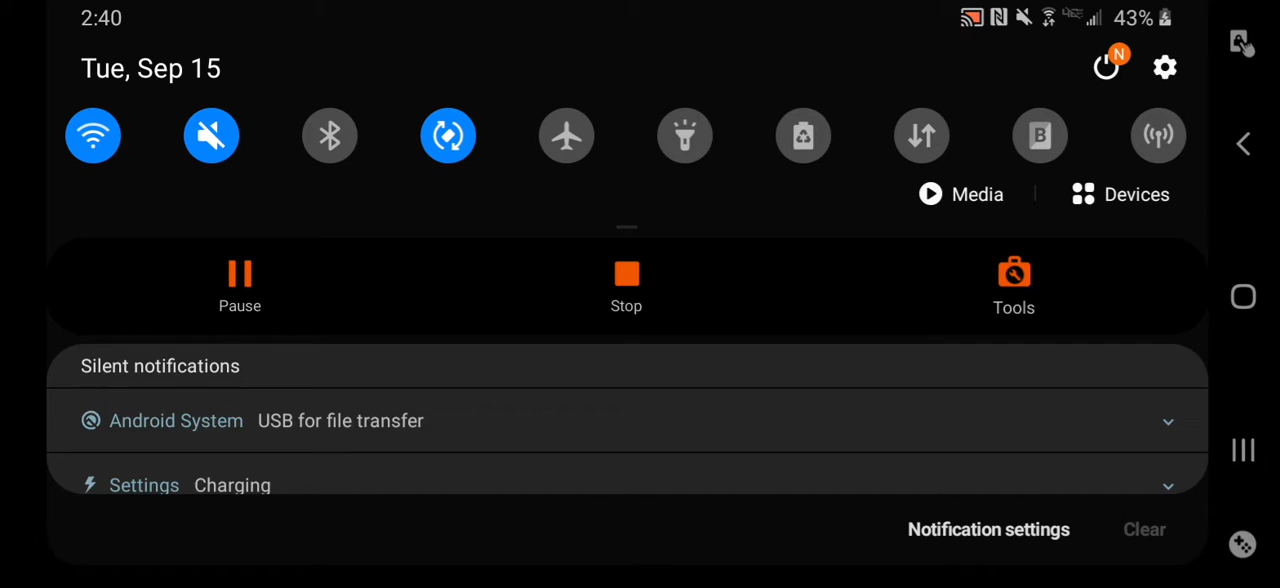 2:40
43%
Tue, Sep 15
N
B
Media
Devices
Pause
Stop
Tools
Silent notifications
Android System USB for file transfer
Settings Charging
Notification settings
Clear